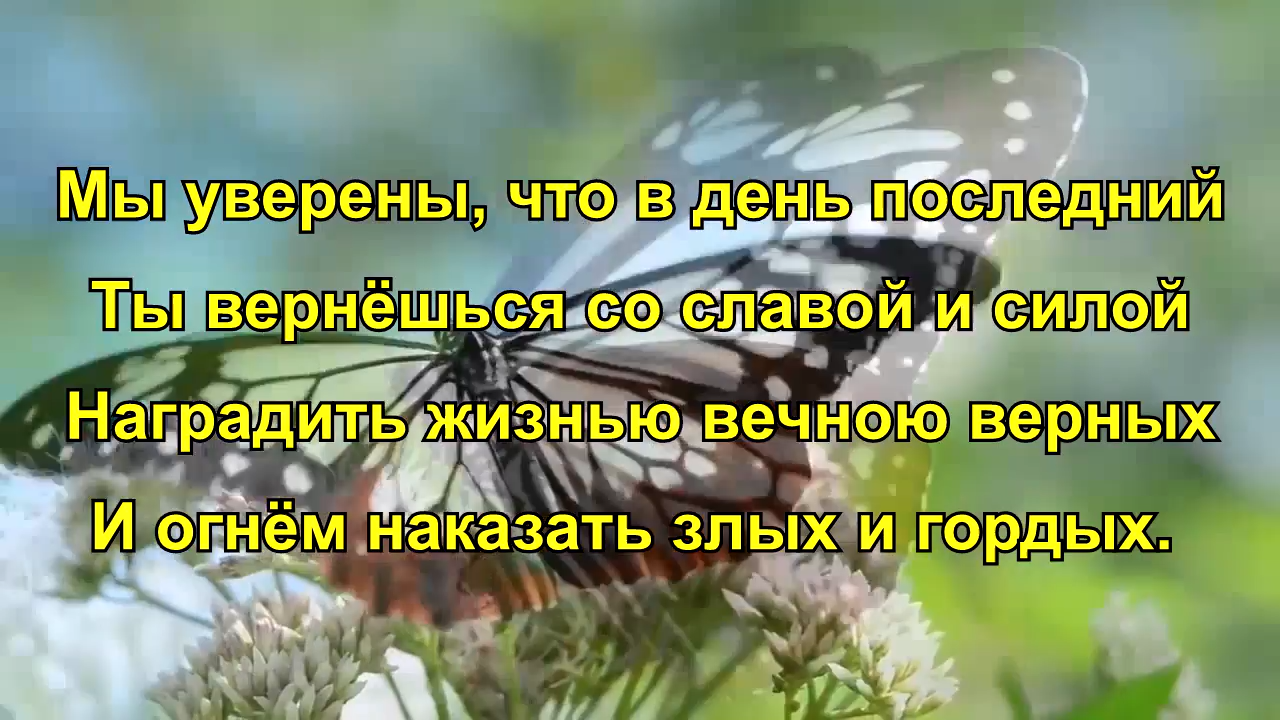 Мы уверены, что в день последний
Ты вернёшься со славой и силой
Наградить жизнью вечною верных
И огнём наказать злых и гордых.